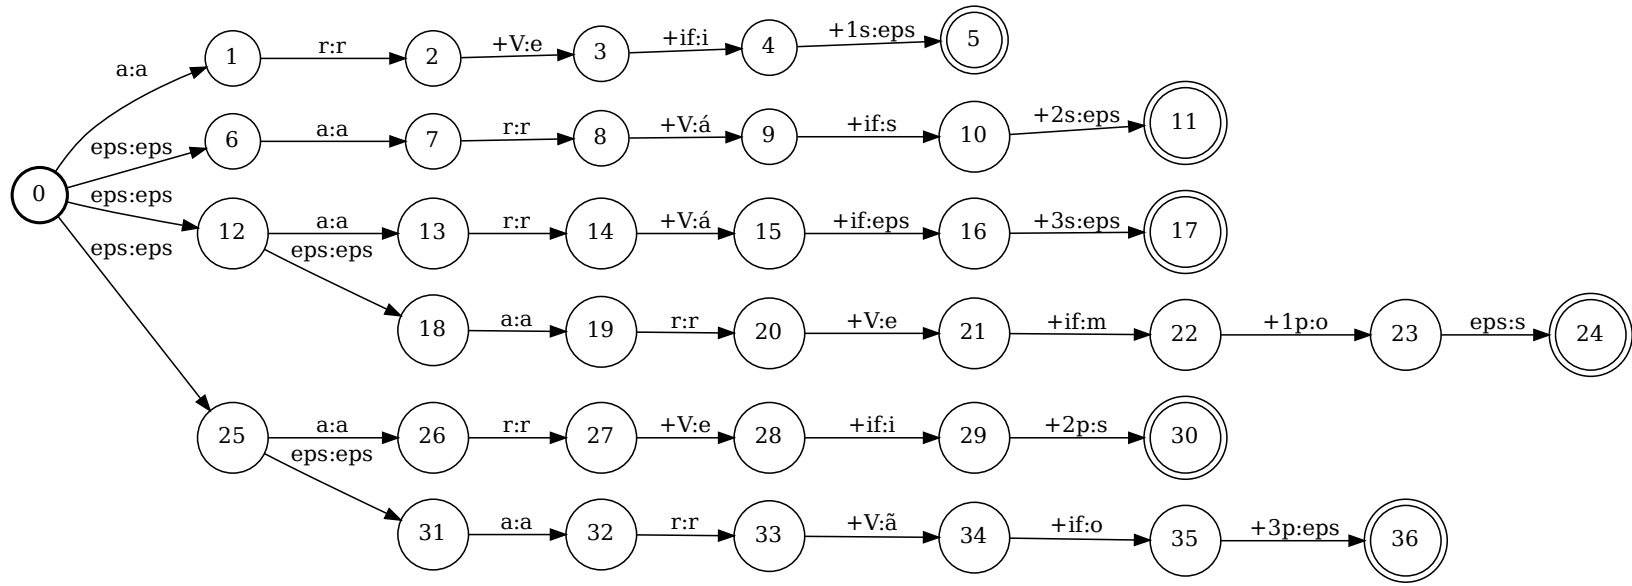 a:a 1 r:r 2 +V:e 3 +if:i 4 +1s:eps 5
eps:eps 6 a:a 7 r:r 8 +V:á 9 +if:s 10 +2s:eps 11
0
eps:eps 12 a:a 13 r:r 14 +V:á 15 +if:eps 16 +3s:eps 17
eps:eps 18 a:a 19 r:r 20 +V:e 21 +if:m 22 +1p:o 23 eps:s 24
eps:eps 25 a:a 26 r:r 27 +V:e 28 +if:i 29 +2p:s 30
eps:eps 31 a:a 32 r:r 33 +V:ã 34 +if:o 35 +3p:eps 36